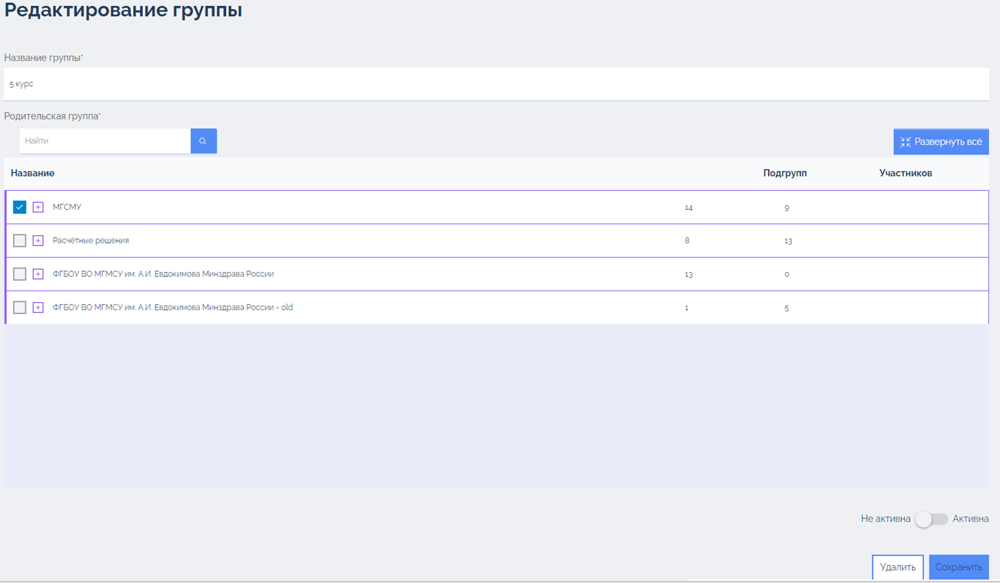 Редактирование группы
Название группы*
5 курс
Родительская группа*
Найти
Развернуть всё
Название Подгрупп Участников
МГСМУ 14 9
Расчётные решения 8 13
ФГБОУ ВО МГМСУ им. А.И. Евдокимова Минздрава России 13 0
ФГБОУ ВО МГМСУ им. А.И. Евдокимова Минздрава России - old 1 5
Не активна Активна
Удалить Сохранить